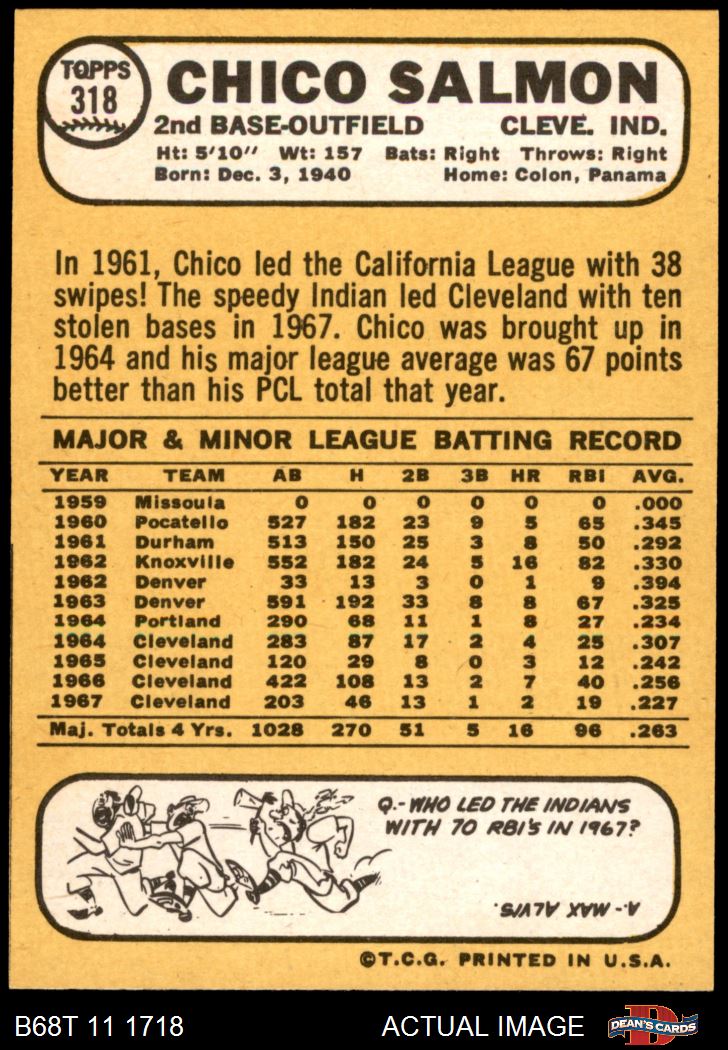 TOPPS
318
CHICO SALMON
2nd BASE-OUTFIELD CLEVE. IND.
Ht: 5'10" Wt: 157 Bats: Right Throws: Right
Born: Dec. 3, 1940 Home: Colon, Panama
In 1961, Chico led the California League with 38
swipes! The speedy Indian led Cleveland with ten
stolen bases in 1967. Chico was brought up in
1964 and his major league average was 67 points
better than his PCL total that year.
MAJOR & MINOR LEAGUE BATTING RECORD
YEAR TEAM AB H 2B 3B HR RBI AVG.
1959 Missoula 0 0 0 0 0 0 .000
1960 Pocatello 527 182 23 9 5 65 .345
1961 Durham 513 150 25 3 8 50 .292
1962 Knoxville 552 182 24 5 16 82 .330
1962 Denver 33 13 3 0 1 9 .394
1963 Denver 591 192 33 8 8 67 .325
1964 Portland 290 68 11 1 8 27 .234
1964 Cleveland 283 87 17 2 4 25 .307
1965 Cleveland 120 29 8 0 3 12 .242
1966 Cleveland 422 108 13 2 7 40 .256
1967 Cleveland 203 46 13 1 2 19 .227
Maj. Totals 4 Yrs. 1028 270 51 5 16 96 .263
Q.- WHO LED THE INDIANS
WITH 70 RBI'S IN 1967?
A.- MAX ALVIS.
©T.C.G. PRINTED IN U.S.A.
B68T 11 1718 ACTUAL IMAGE DEAN'S CARDS